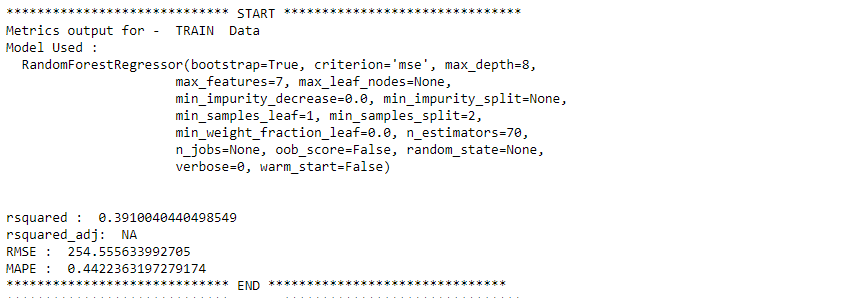 ***************************** START *******************************
Metrics output for -  TRAIN  Data
Model Used :
  RandomForestRegressor(bootstrap=True, criterion='mse', max_depth=8,
                      max_features=7, max_leaf_nodes=None,
                      min_impurity_decrease=0.0, min_impurity_split=None,
                      min_samples_leaf=1, min_samples_split=2,
                      min_weight_fraction_leaf=0.0, n_estimators=70,
                      n_jobs=None, oob_score=False, random_state=None,
                      verbose=0, warm_start=False)
rsquared :  0.3910040440498549
rsquared_adj:  NA
RMSE :  254.555633992705
MAPE :  0.4422363197279174
***************************** END *******************************